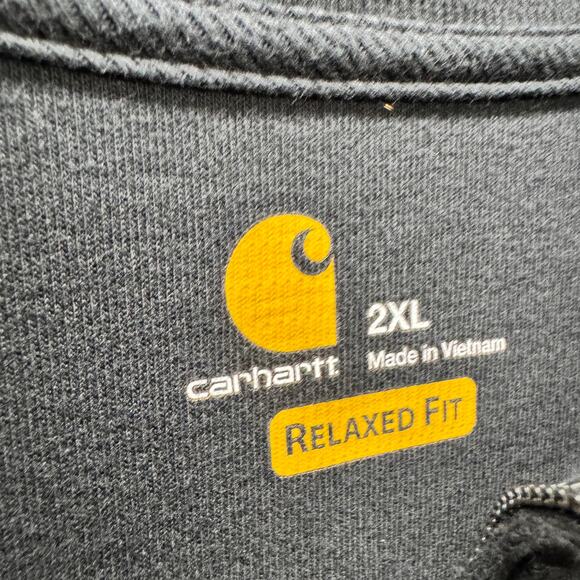 carhartt
2XL
Made in Vietnam
RELAXED FIT